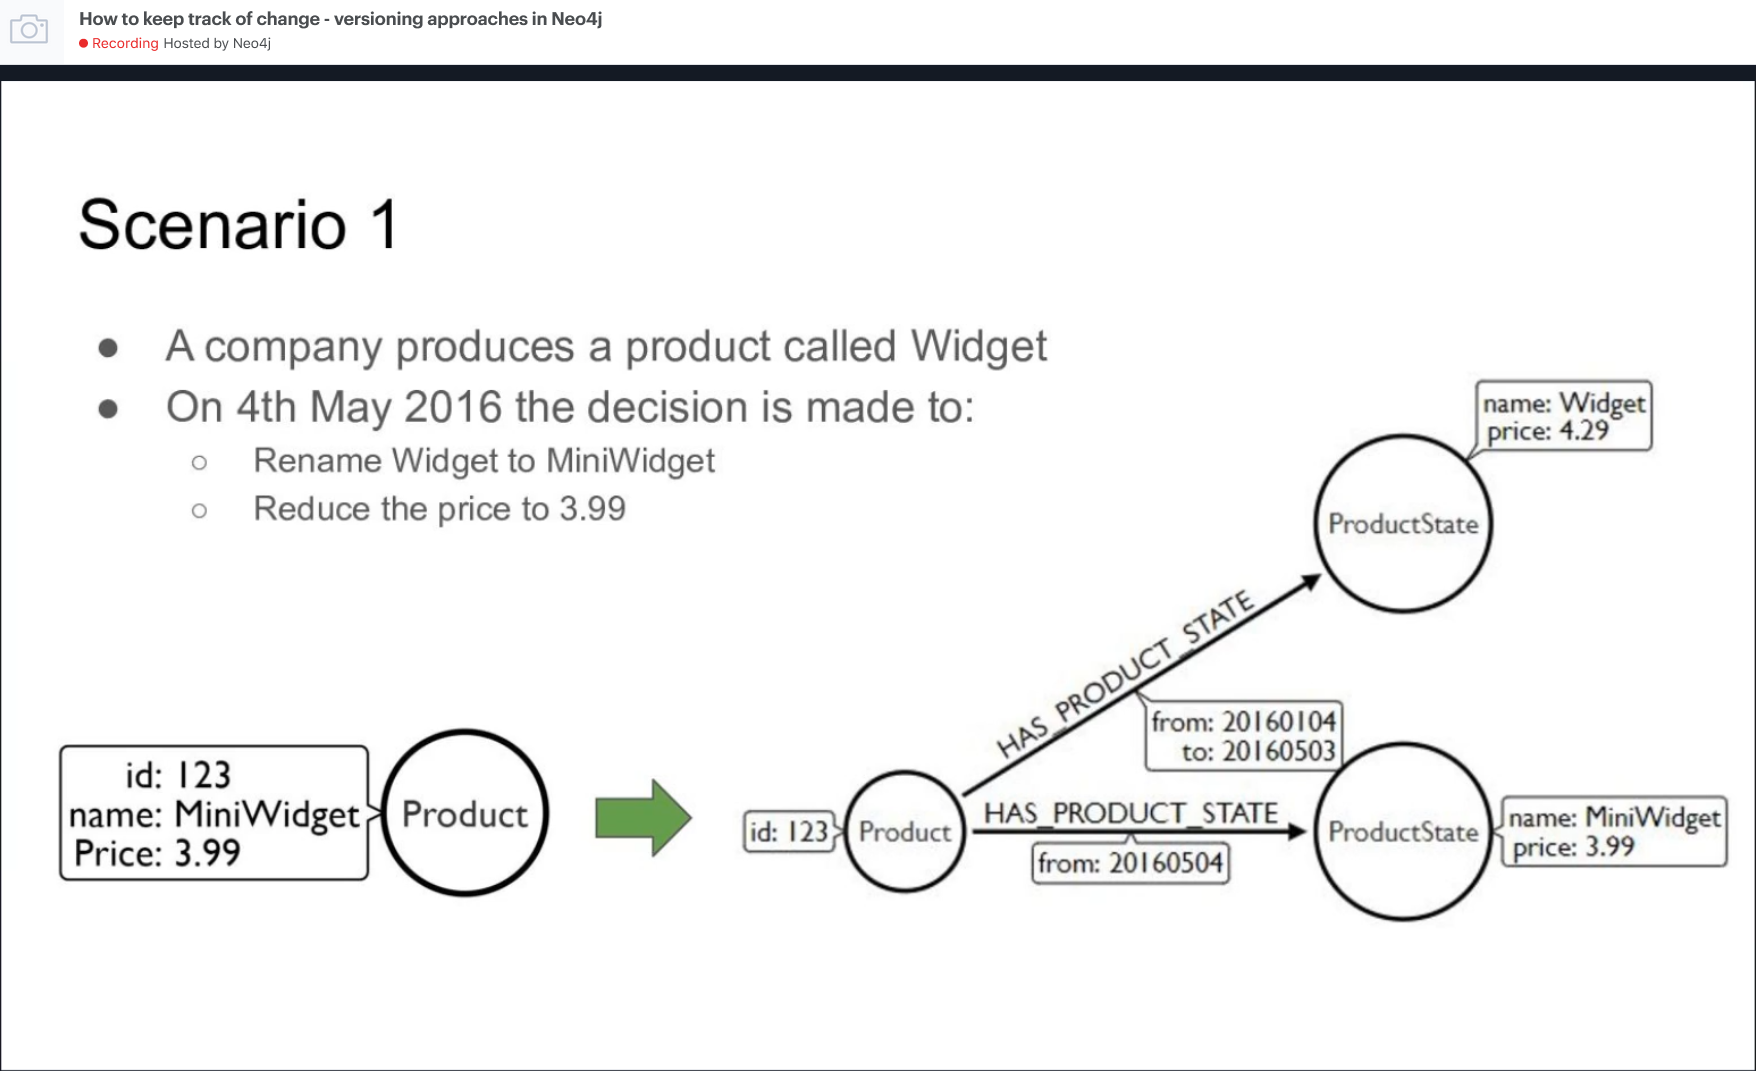 How to keep track of change - versioning approaches in Neo4j
Recording Hosted by Neo4j
Scenario 1
● A company produces a product called Widget
● On 4th May 2016 the decision is made to:
○ Rename Widget to MiniWidget
○ Reduce the price to 3.99
id: 123
name: MiniWidget
Price: 3.99
Product
id: 123
Product
HAS_PRODUCT_STATE
from: 20160104
to: 20160503
ProductState
name: Widget
price: 4.29
HAS_PRODUCT_STATE
from: 20160504
ProductState
name: MiniWidget
price: 3.99